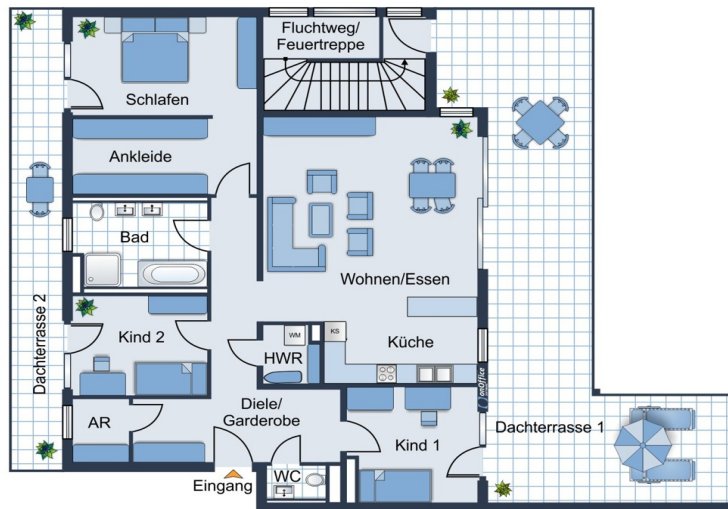 Fluchtweg/
Feuertreppe
Schlafen
Ankleide
Bad
Wohnen/Essen
Dachterrasse 2
Kind 2
KS
WM
HWR
Küche
onOffice
AR
Diele/
Garderobe
Kind 1
Dachterrasse 1
Eingang
WC